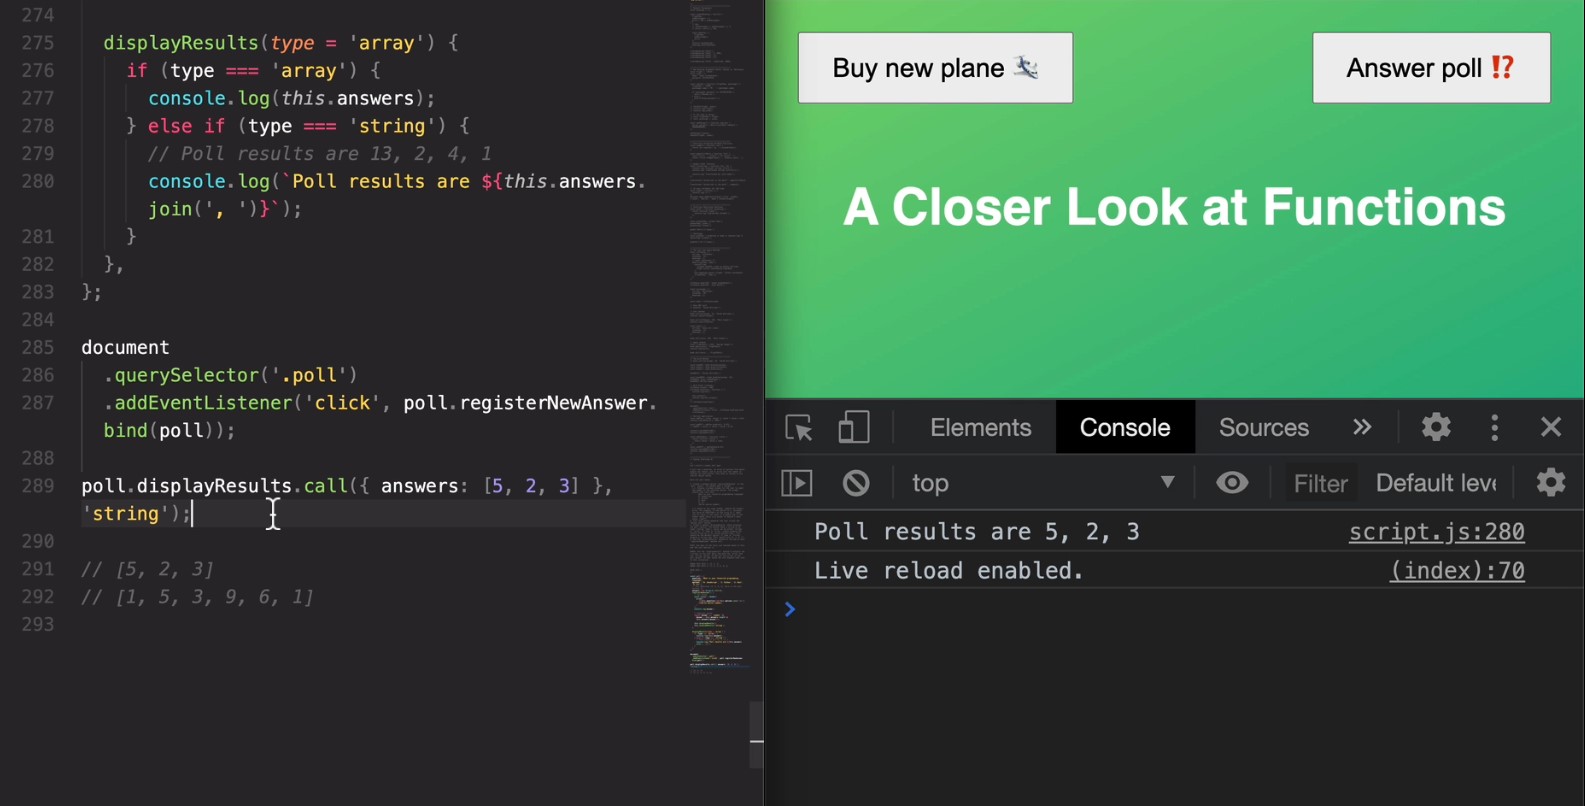 274
275 displayResults(type = 'array') {
276 if (type === 'array') {
277 console.log(this.answers);
278 } else if (type === 'string') {
279 // Poll results are 13, 2, 4, 1
280 console.log(`Poll results are ${this.answers.
join(', ')}`);
281 }
282 },
283 };
284
285 document
286 .querySelector('.poll')
287 .addEventListener('click', poll.registerNewAnswer.
bind(poll));
288
289 poll.displayResults.call({ answers: [5, 2, 3] },
'string');
290
291 // [5, 2, 3]
292 // [1, 5, 3, 9, 6, 1]
293
Buy new plane
Answer poll ⁉️
A Closer Look at Functions
Elements Console Sources
top Filter Default leve
Poll results are 5, 2, 3 script.js:280
Live reload enabled. (index):70